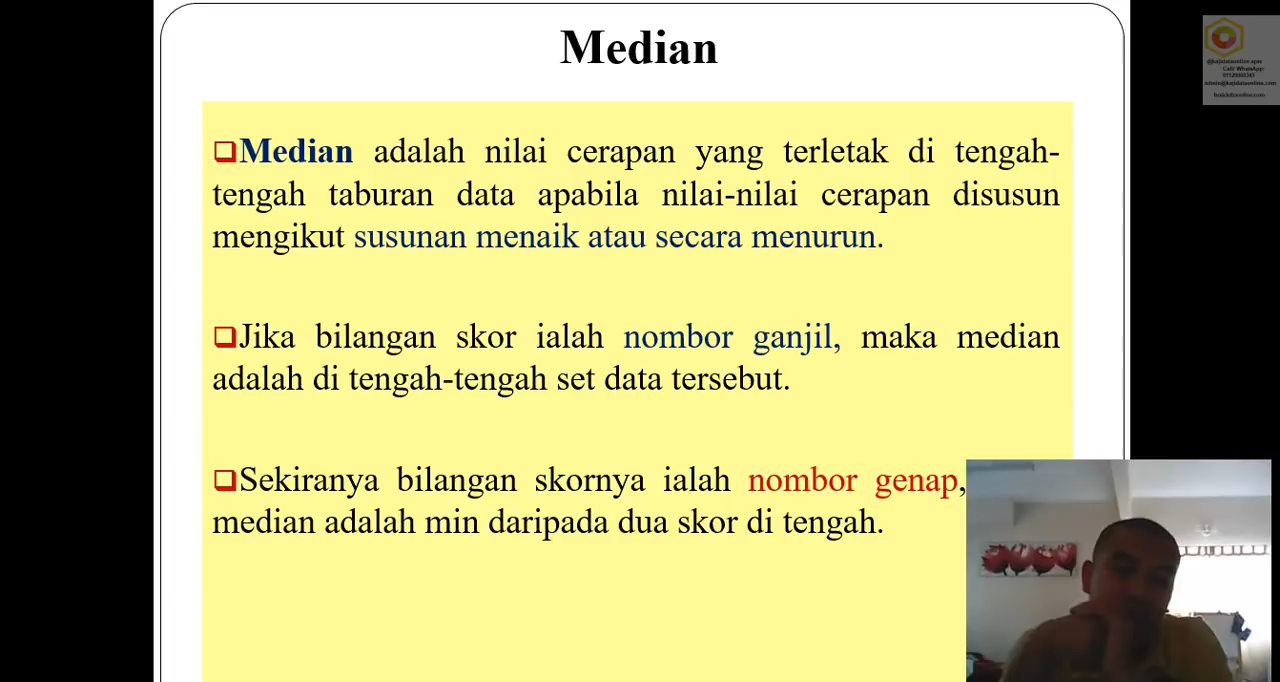 Median
Median adalah nilai cerapan yang terletak di tengah-
tengah taburan data apabila nilai-nilai cerapan disusun
mengikut susunan menaik atau secara menurun.
Jika bilangan skor ialah nombor ganjil, maka median
adalah di tengah-tengah set data tersebut.
Sekiranya bilangan skornya ialah nombor genap,
median adalah min daripada dua skor di tengah.
Call/ WhatsApp: